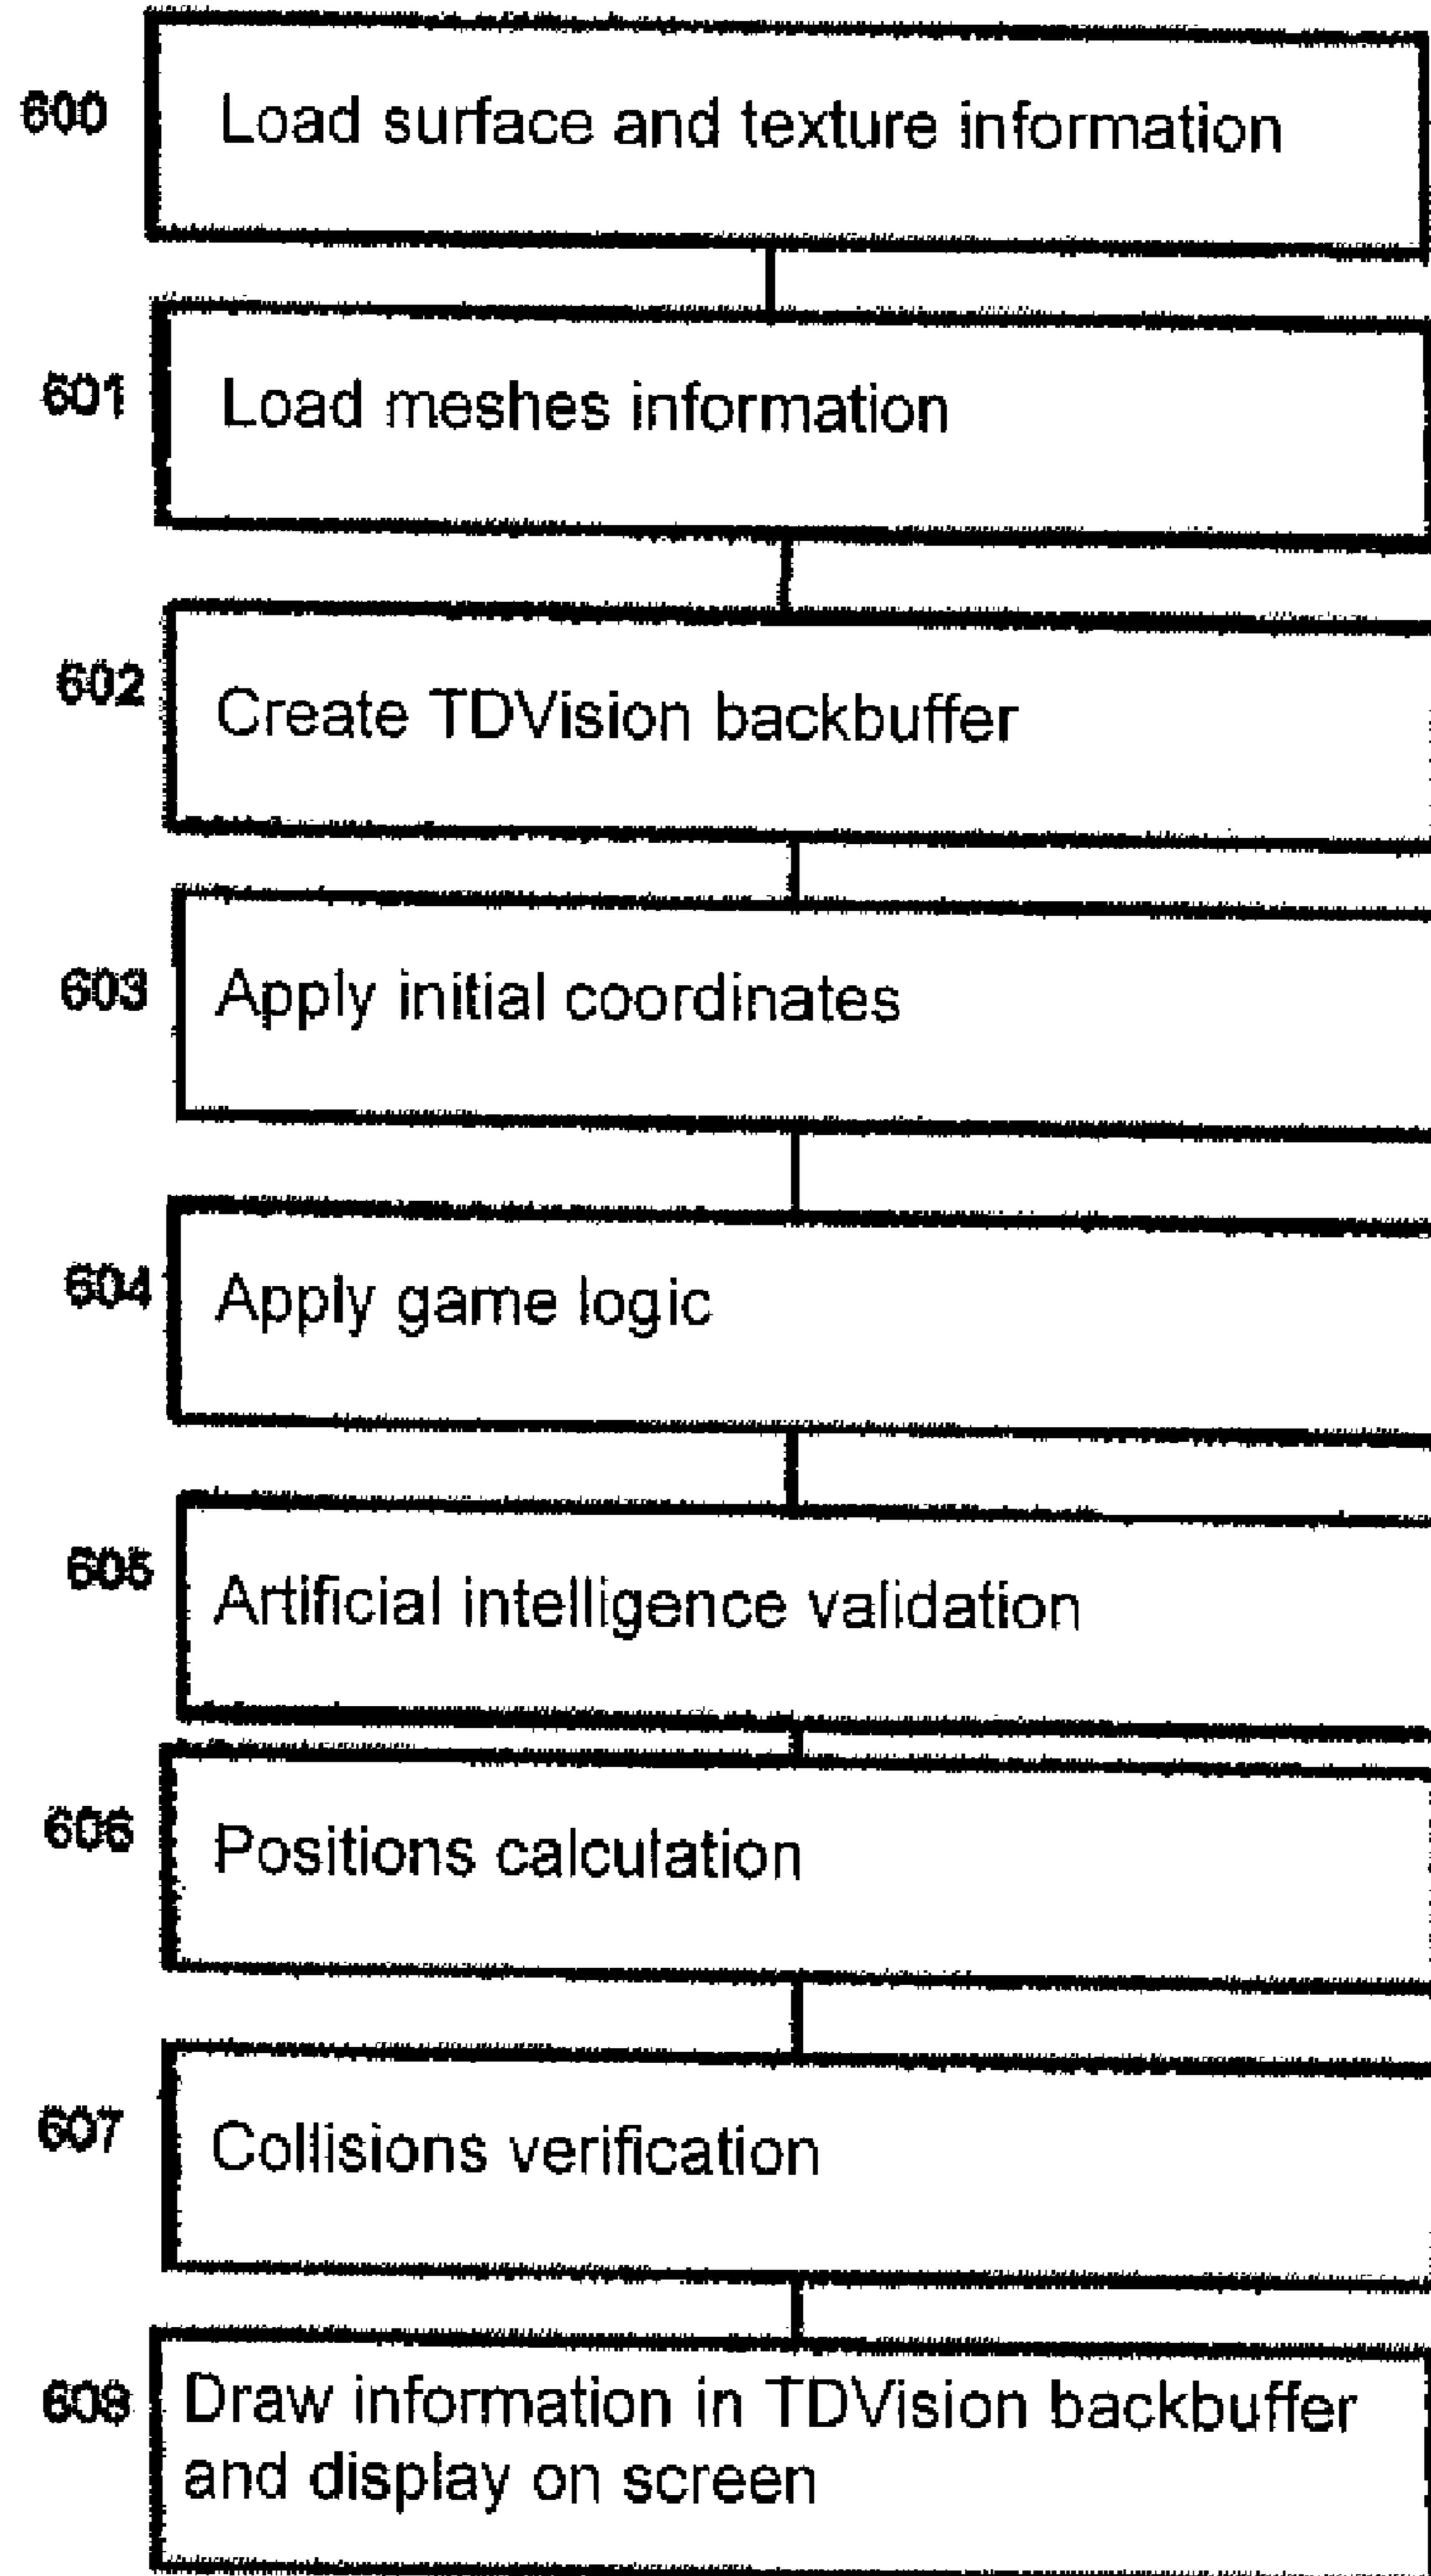 600
Load surface and texture information
601
Load meshes information
602
Create TDVision backbuffer
603
Apply initial coordinates
604
Apply game logic
605
Artificial intelligence validation
606
Positions calculation
607
Collisions verification
Draw information in TDVision backbuffer
and display on screen